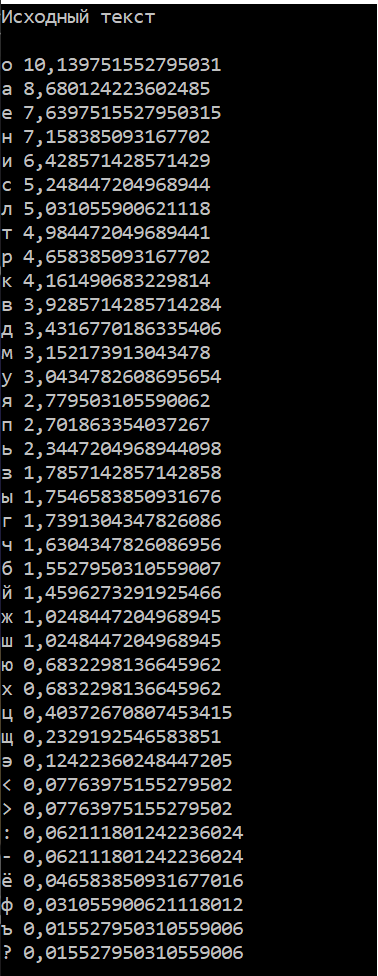 Исходный текст
о 10,139751552795031
а 8,680124223602485
е 7,6397515527950315
н 7,158385093167702
и 6,428571428571429
с 5,248447204968944
л 5,031055900621118
т 4,984472049689441
р 4,658385093167702
к 4,161490683229814
в 3,9285714285714284
д 3,4316770186335406
м 3,152173913043478
у 3,0434782608695654
я 2,779503105590062
п 2,701863354037267
ь 2,3447204968944098
з 1,7857142857142858
ы 1,7546583850931676
г 1,7391304347826086
ч 1,6304347826086956
б 1,5527950310559007
й 1,4596273291925466
ж 1,0248447204968945
ш 1,0248447204968945
ю 0,6832298136645962
х 0,6832298136645962
ц 0,40372670807453415
щ 0,2329192546583851
э 0,12422360248447205
< 0,07763975155279502
> 0,07763975155279502
: 0,062111801242236024
- 0,062111801242236024
ё 0,046583850931677016
ф 0,031055900621118012
ъ 0,015527950310559006
? 0,015527950310559006